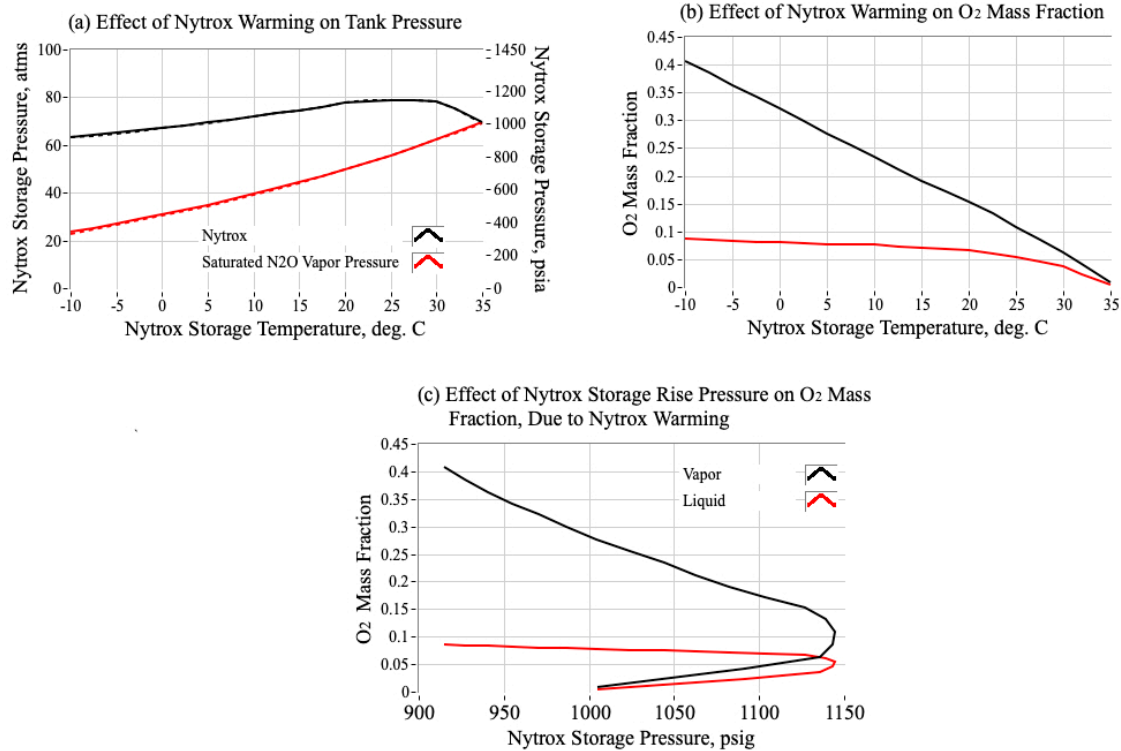 (a) Effect of Nytrox Warming on Tank Pressure
Nytrox Storage Pressure, atms
100-
80-
60-
40-
20-
0-
-1450
-1200
-1000
-800
-600
-400
-200
-0
Nytrox Storage Pressure, psia
Nytrox
Saturated N2O Vapor Pressure
-10 -5 0 5 10 15 20 25 30 35
Nytrox Storage Temperature, deg. C
(b) Effect of Nytrox Warming on O2 Mass Fraction
O2 Mass Fraction
0.45
0.4-
0.35-
0.3-
0.25-
0.2-
0.15-
0.1-
0.05-
0-
-10 -5 0 5 10 15 20 25 30 35
Nytrox Storage Temperature, deg. C
(c) Effect of Nytrox Storage Rise Pressure on O2 Mass
Fraction, Due to Nytrox Warming
O2 Mass Fraction
0.45
0.4-
0.35-
0.3-
0.25-
0.2-
0.15-
0.1-
0.05-
0-
Vapor
Liquid
900 950 1000 1050 1100 1150
Nytrox Storage Pressure, psig